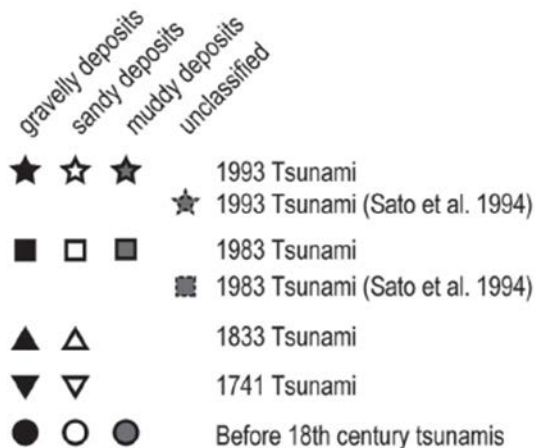 gravelly deposits
sandy deposits
muddy deposits
unclassified
1993 Tsunami
1993 Tsunami (Sato et al. 1994)
1983 Tsunami
1983 Tsunami (Sato et al. 1994)
1833 Tsunami
1741 Tsunami
Before 18th century tsunamis